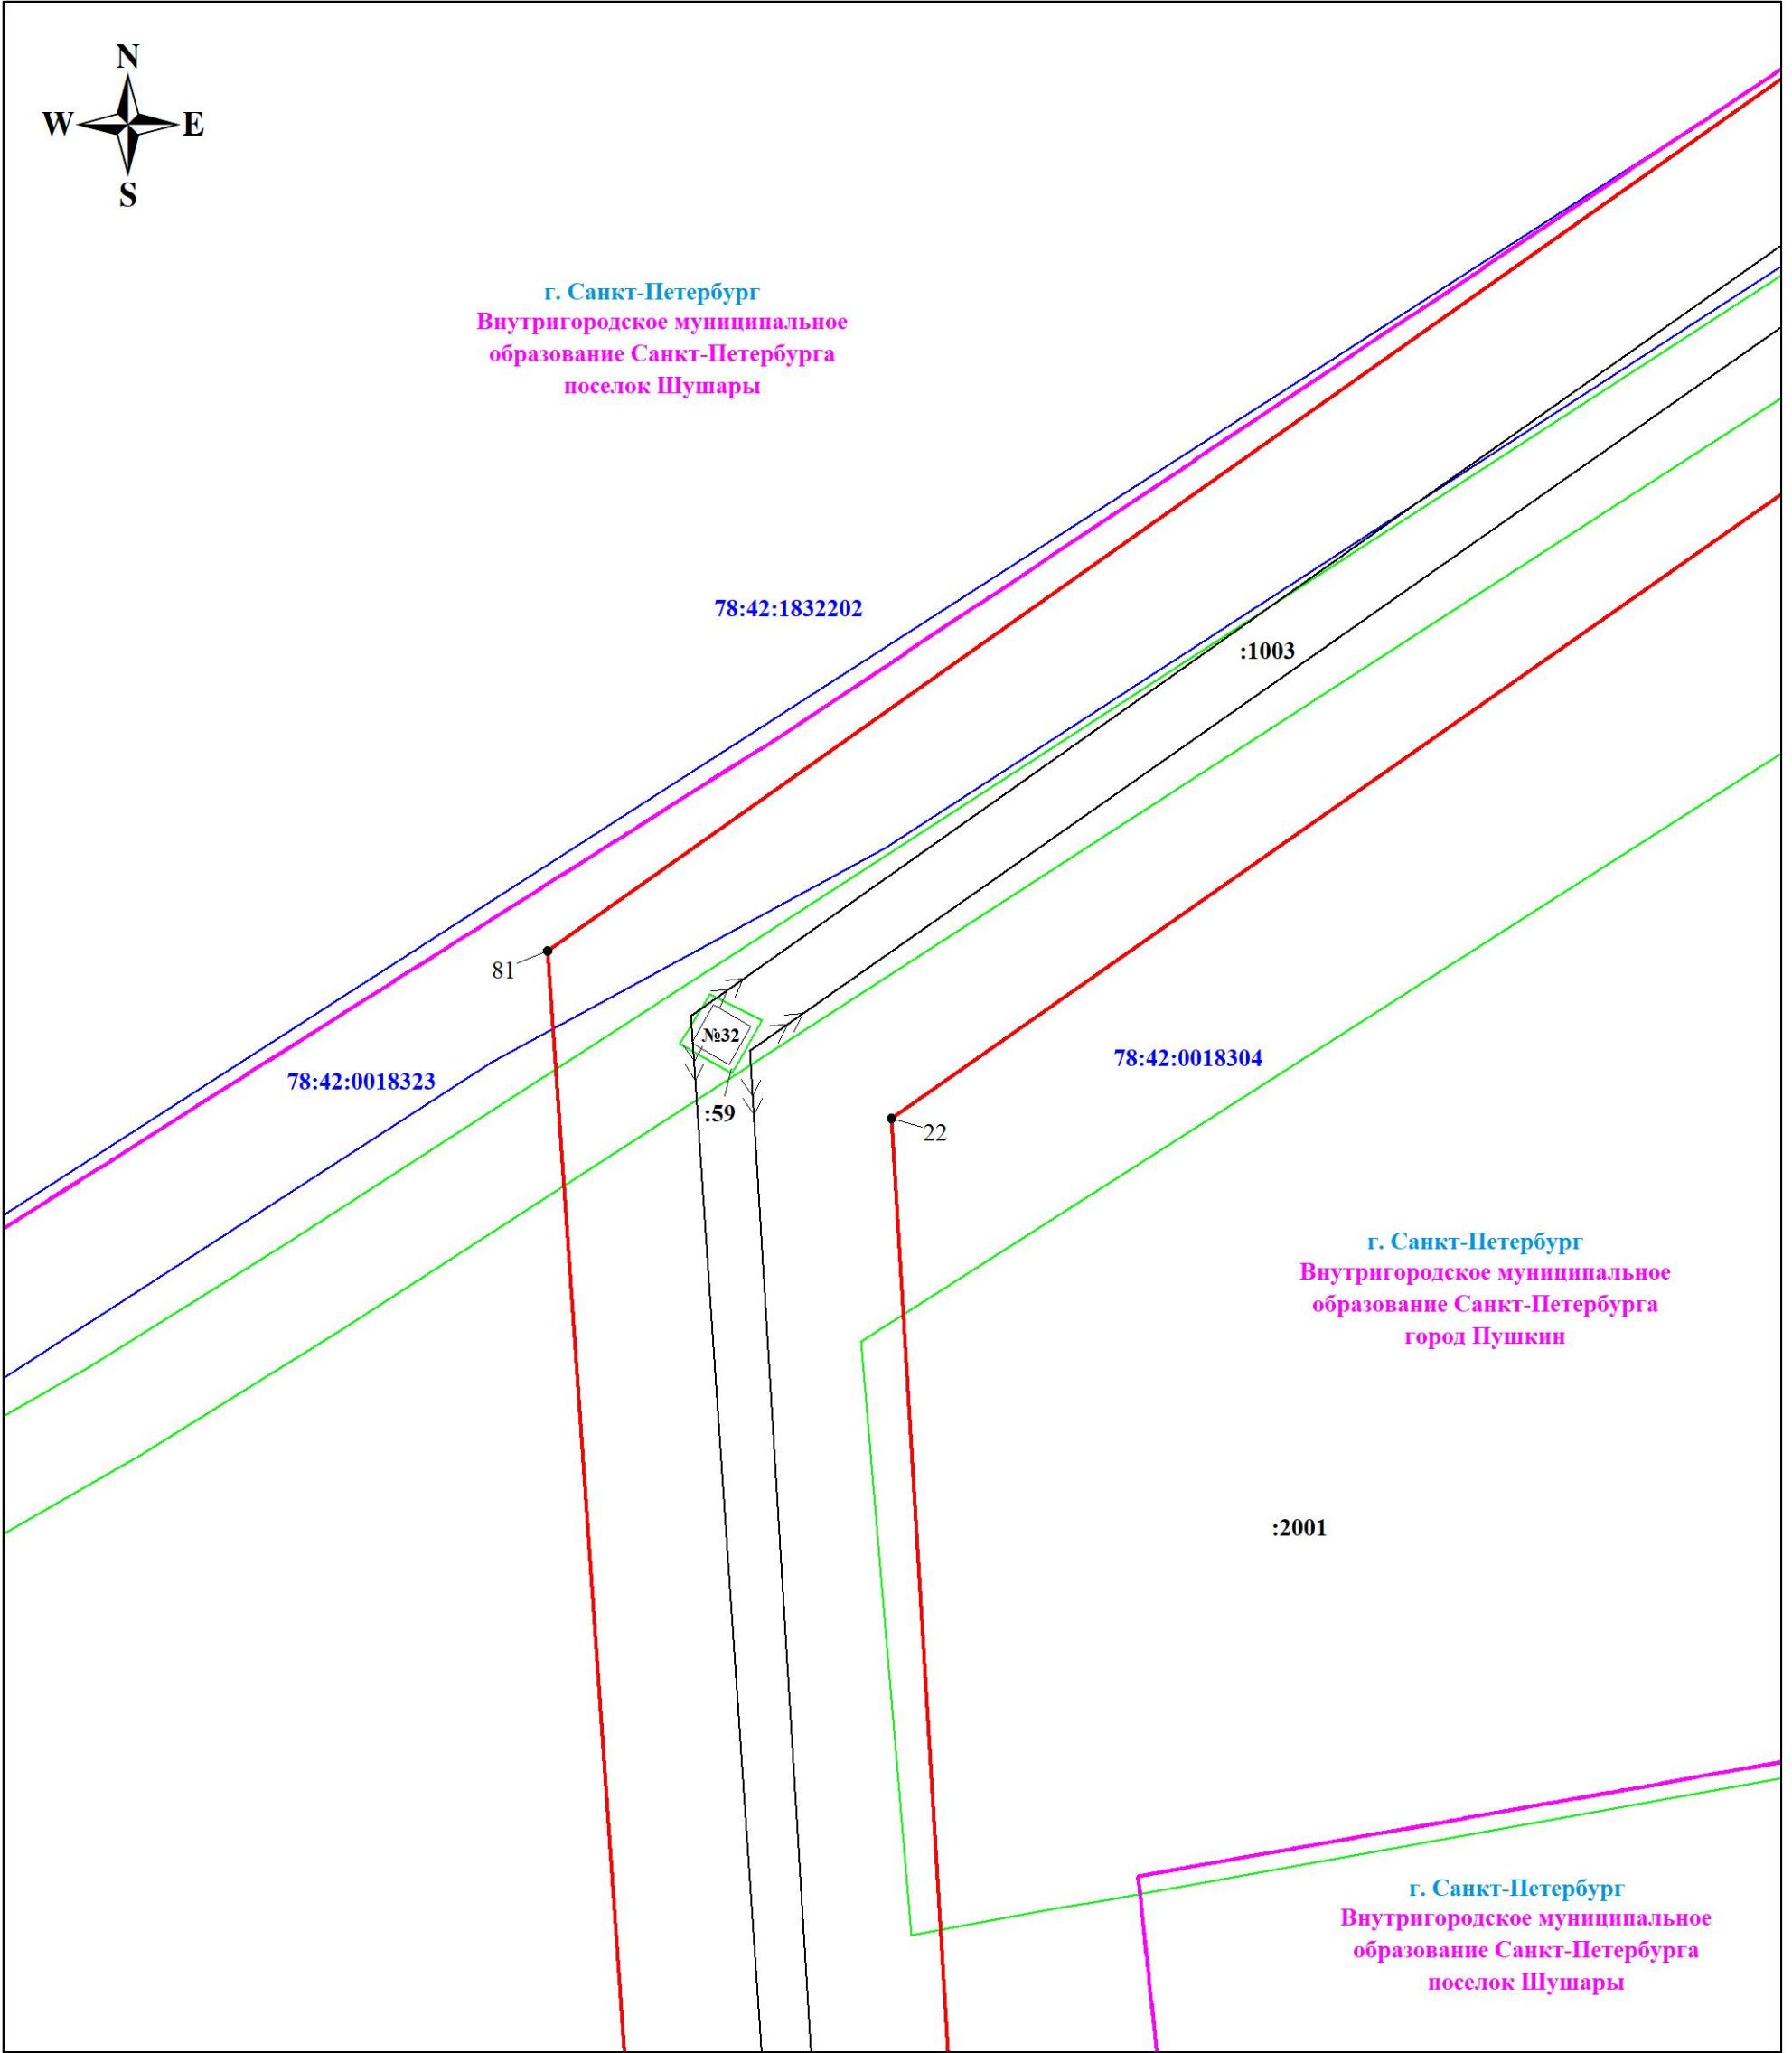 N
W E
S
г. Санкт-Петербург
Внутригородское муниципальное
образование Санкт-Петербурга
поселок Шушары
78:42:1832202
:1003
81
№32
78:42:0018304
78:42:0018323
:59
22
г. Санкт-Петербург
Внутригородское муниципальное
образование Санкт-Петербурга
город Пушкин
:2001
г. Санкт-Петербург
Внутригородское муниципальное
образование Санкт-Петербурга
поселок Шушары